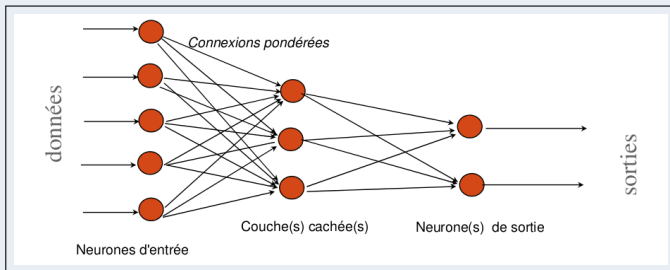 Connexions pondérées
données
sorties
Couche(s) cachée(s)
Neurone(s) de sortie
Neurones d'entrée